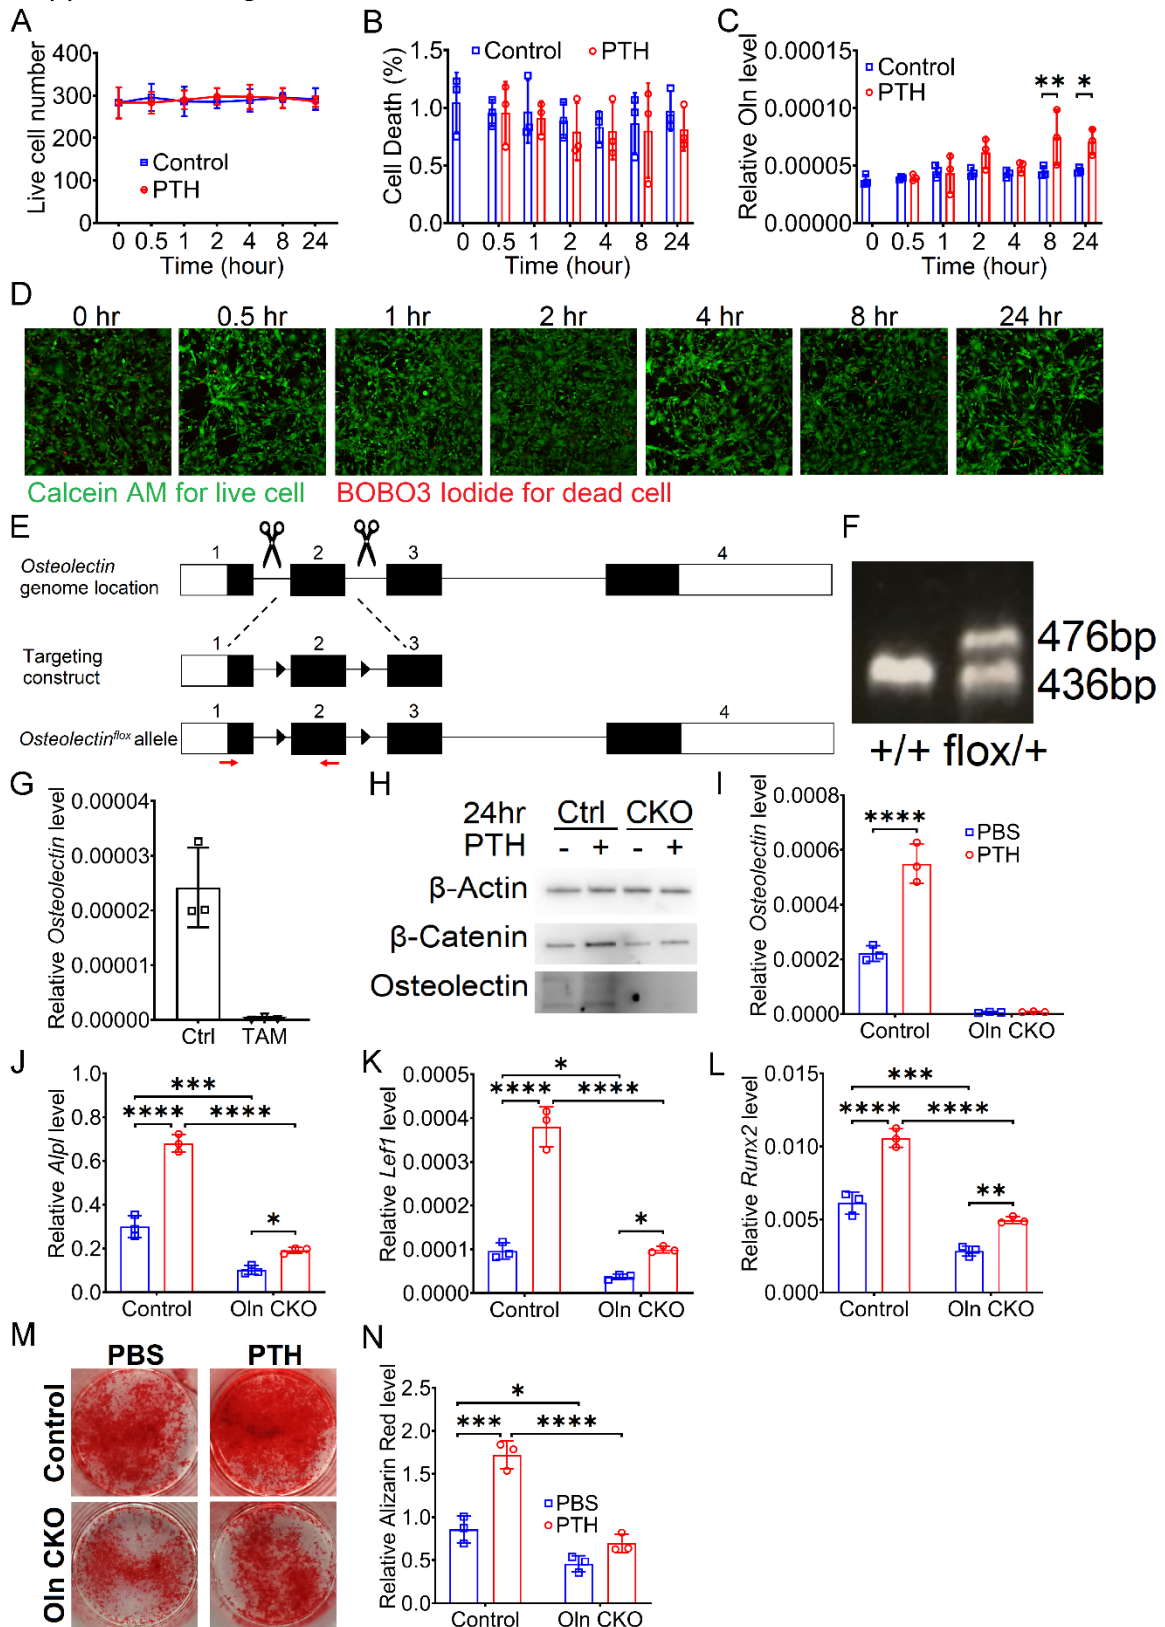 A
Live cell number
400
300
200
100
0
Control
PTH
0 0.5 1 2 4 8 24
Time (hour)
B
Cell Death (%)
1.5
1.0
0.5
0.0
Control PTH
0 0.5 1 2 4 8 24
Time (hour)
C
Relative Oln level
0.00015
0.00010
0.00005
0.00000
Control
PTH
** *
0 0.5 1 2 4 8 24
Time (hour)
D
0 hr 0.5 hr 1 hr 2 hr 4 hr 8 hr 24 hr
Calcein AM for live cell BOBO3 Iodide for dead cell
E
Osteolectin
genome location
1 2 3 4
Targeting
construct
1 2 3
Osteolectinflox allele
1 2 3 4
F
476bp
436bp
+/+ flox/+
G
Relative Osteolectin level
0.00004
0.00003
0.00002
0.00001
0.00000
Ctrl TAM
H
24hr Ctrl CKO
PTH - + - +
β-Actin
β-Catenin
Osteolectin
I
Relative Osteolectin level
0.0008
0.0006
0.0004
0.0002
0.0000
****
PBS
PTH
Control Oln CKO
J
Relative Alpl level
1.0
0.8
0.6
0.4
0.2
0.0
***
**** ****
*
Control Oln CKO
K
Relative Lef1 level
0.0005
0.0004
0.0003
0.0002
0.0001
0.0000
*
**** ****
*
Control Oln CKO
L
Relative Runx2 level
0.015
0.010
0.005
0.000
***
**** ****
**
Control Oln CKO
M
PBS PTH
Control
Oln CKO
N
Relative Alizarin Red level
2.5
2.0
1.5
1.0
0.5
0.0
*
*** ****
PBS
PTH
Control Oln CKO